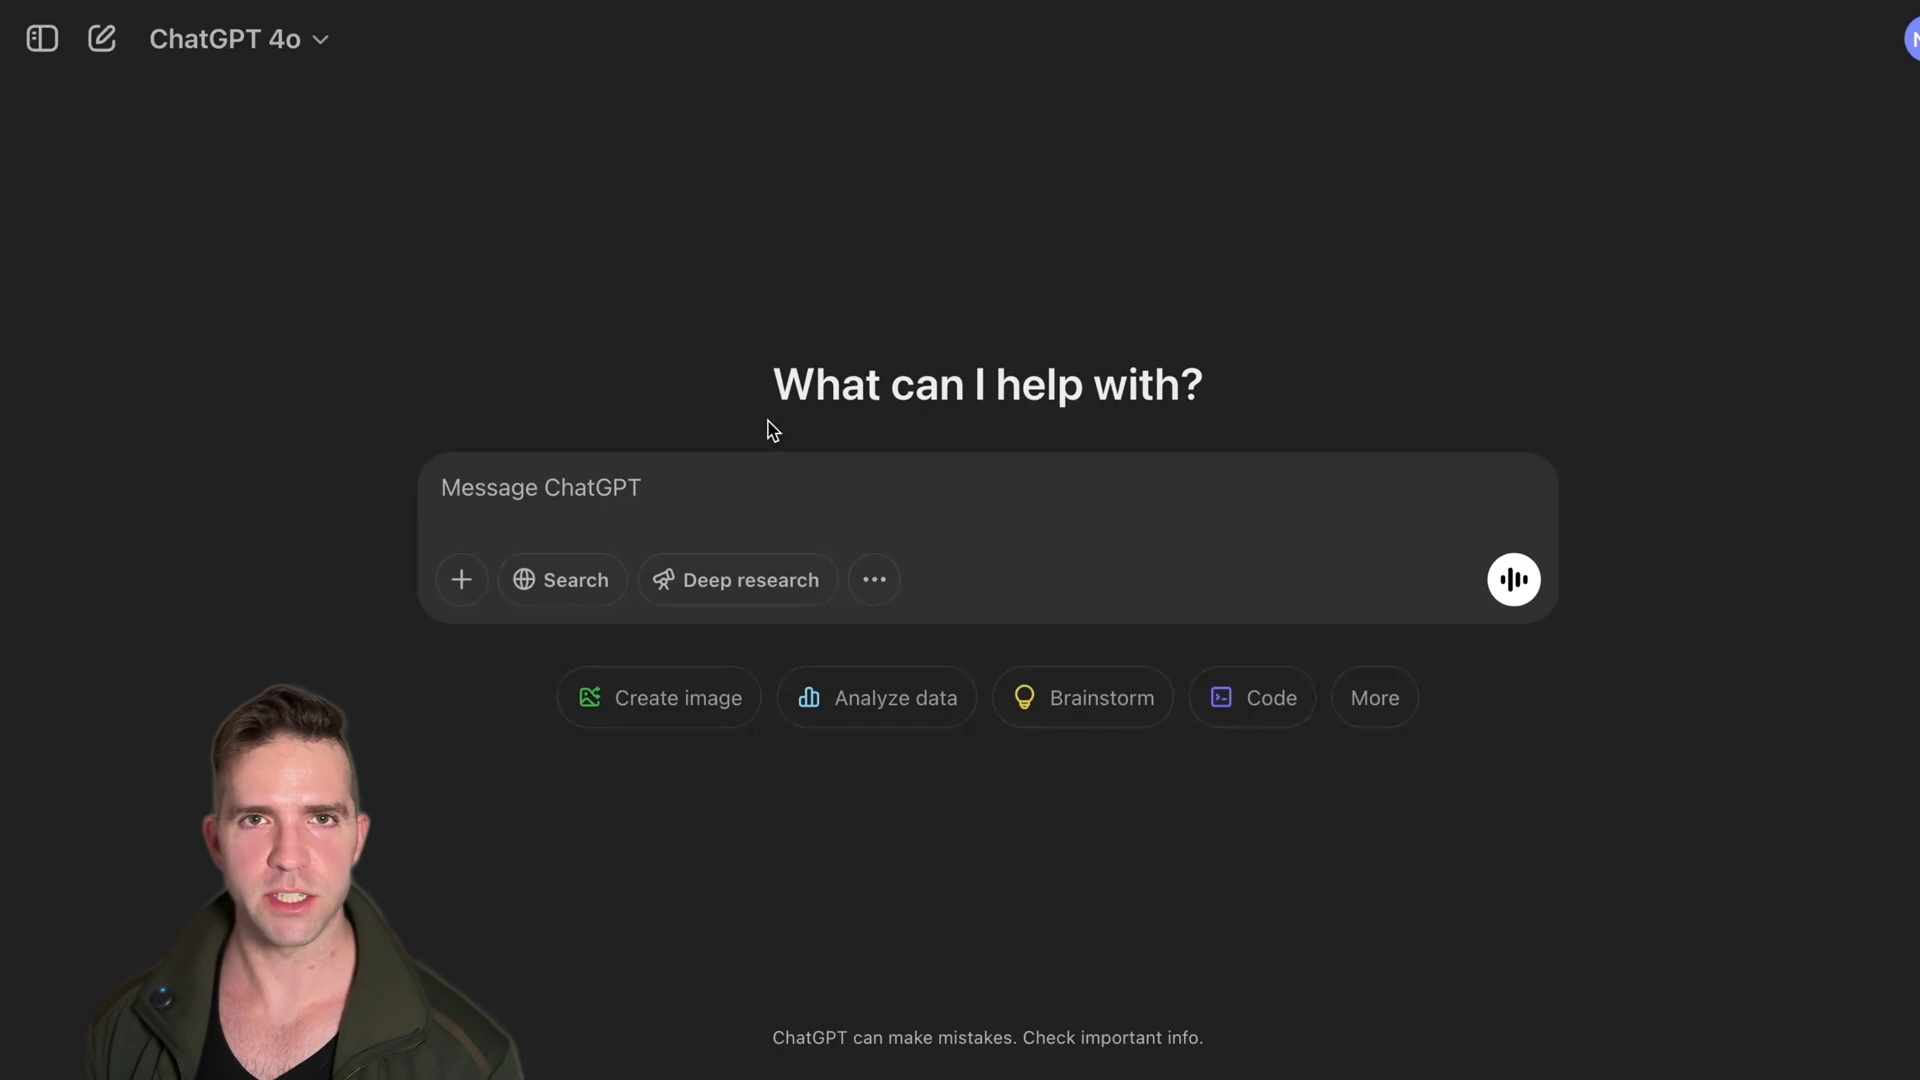 ChatGPT 4o
N
What can I help with?
Message ChatGPT
Search
Deep research
Create image
Analyze data
Brainstorm
Code
More
ChatGPT can make mistakes. Check important info.